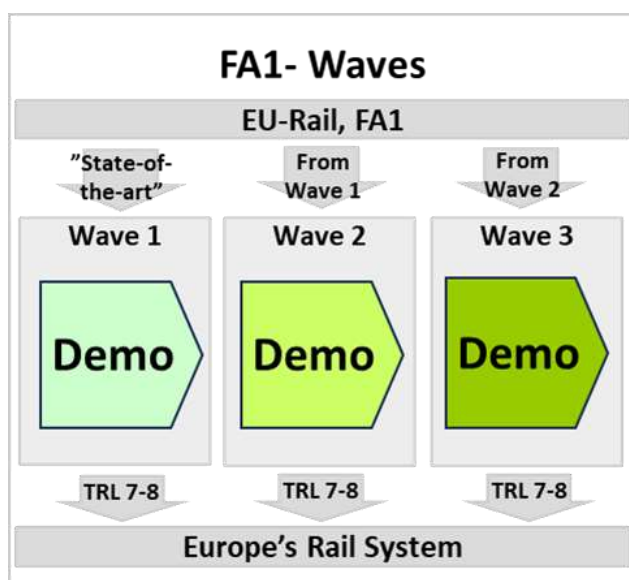 FA1- Waves
EU-Rail, FA1
”State-of-
the-art”
From
Wave 1
From
Wave 2
Wave 1
Wave 2
Wave 3
Demo
Demo
Demo
TRL 7-8
TRL 7-8
TRL 7-8
Europe’s Rail System